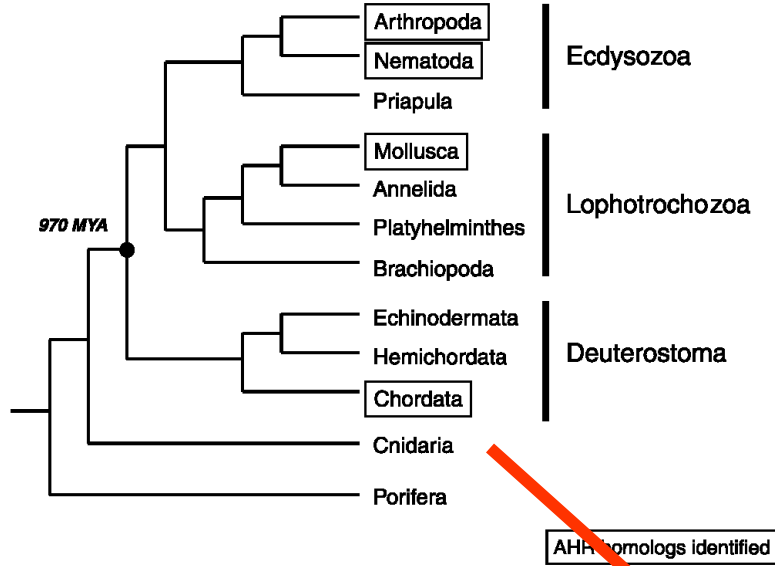 Arthropoda
Nematoda
Priapula
Ecdysozoa
Mollusca
Annelida
Platyhelminthes
Brachiopoda
Lophotrochozoa
970 MYA
Echinodermata
Hemichordata
Chordata
Deuterostoma
Cnidaria
Porifera
AHR homologs identified